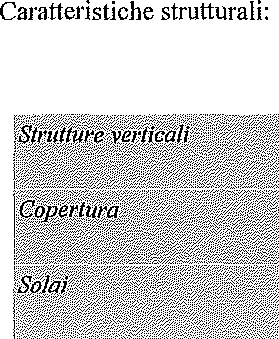 Caratteristiche strutturali:
Strutture verticali
Copertura
Solai